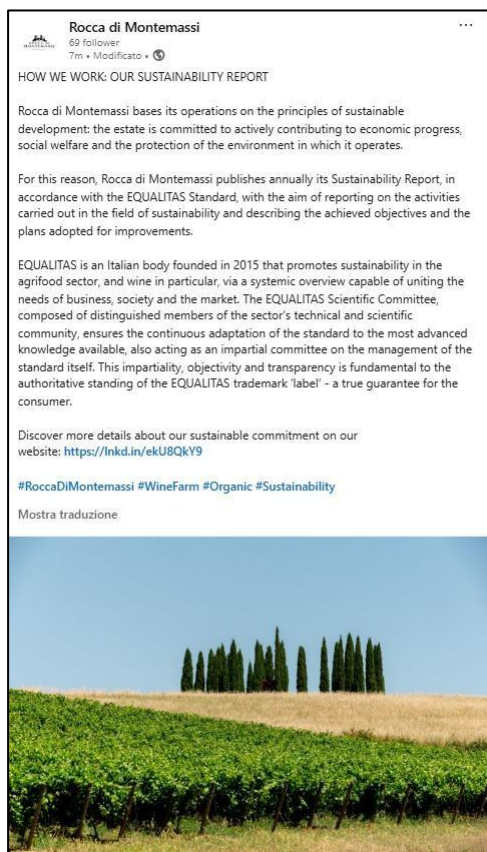 Rocca di Montemassi
69 follower
7m • Modificato •
HOW WE WORK: OUR SUSTAINABILITY REPORT
Rocca di Montemassi bases its operations on the principles of sustainable
development: the estate is committed to actively contributing to economic progress,
social welfare and the protection of the environment in which it operates.
For this reason, Rocca di Montemassi publishes annually its Sustainability Report, in
accordance with the EQUALITAS Standard, with the aim of reporting on the activities
carried out in the field of sustainability and describing the achieved objectives and the
plans adopted for improvements.
EQUALITAS is an Italian body founded in 2015 that promotes sustainability in the
agrifood sector, and wine in particular, via a systemic overview capable of uniting the
needs of business, society and the market. The EQUALITAS Scientific Committee,
composed of distinguished members of the sector's technical and scientific
community, ensures the continuous adaptation of the standard to the most advanced
knowledge available, also acting as an impartial committee on the management of the
standard itself. This impartiality, objectivity and transparency is fundamental to the
authoritative standing of the EQUALITAS trademark 'label' - a true guarantee for the
consumer.
Discover more details about our sustainable commitment on our
website: https://lnkd.in/ekU8QkY9
#RoccaDiMontemassi #WineFarm #Organic #Sustainability
Mostra traduzione